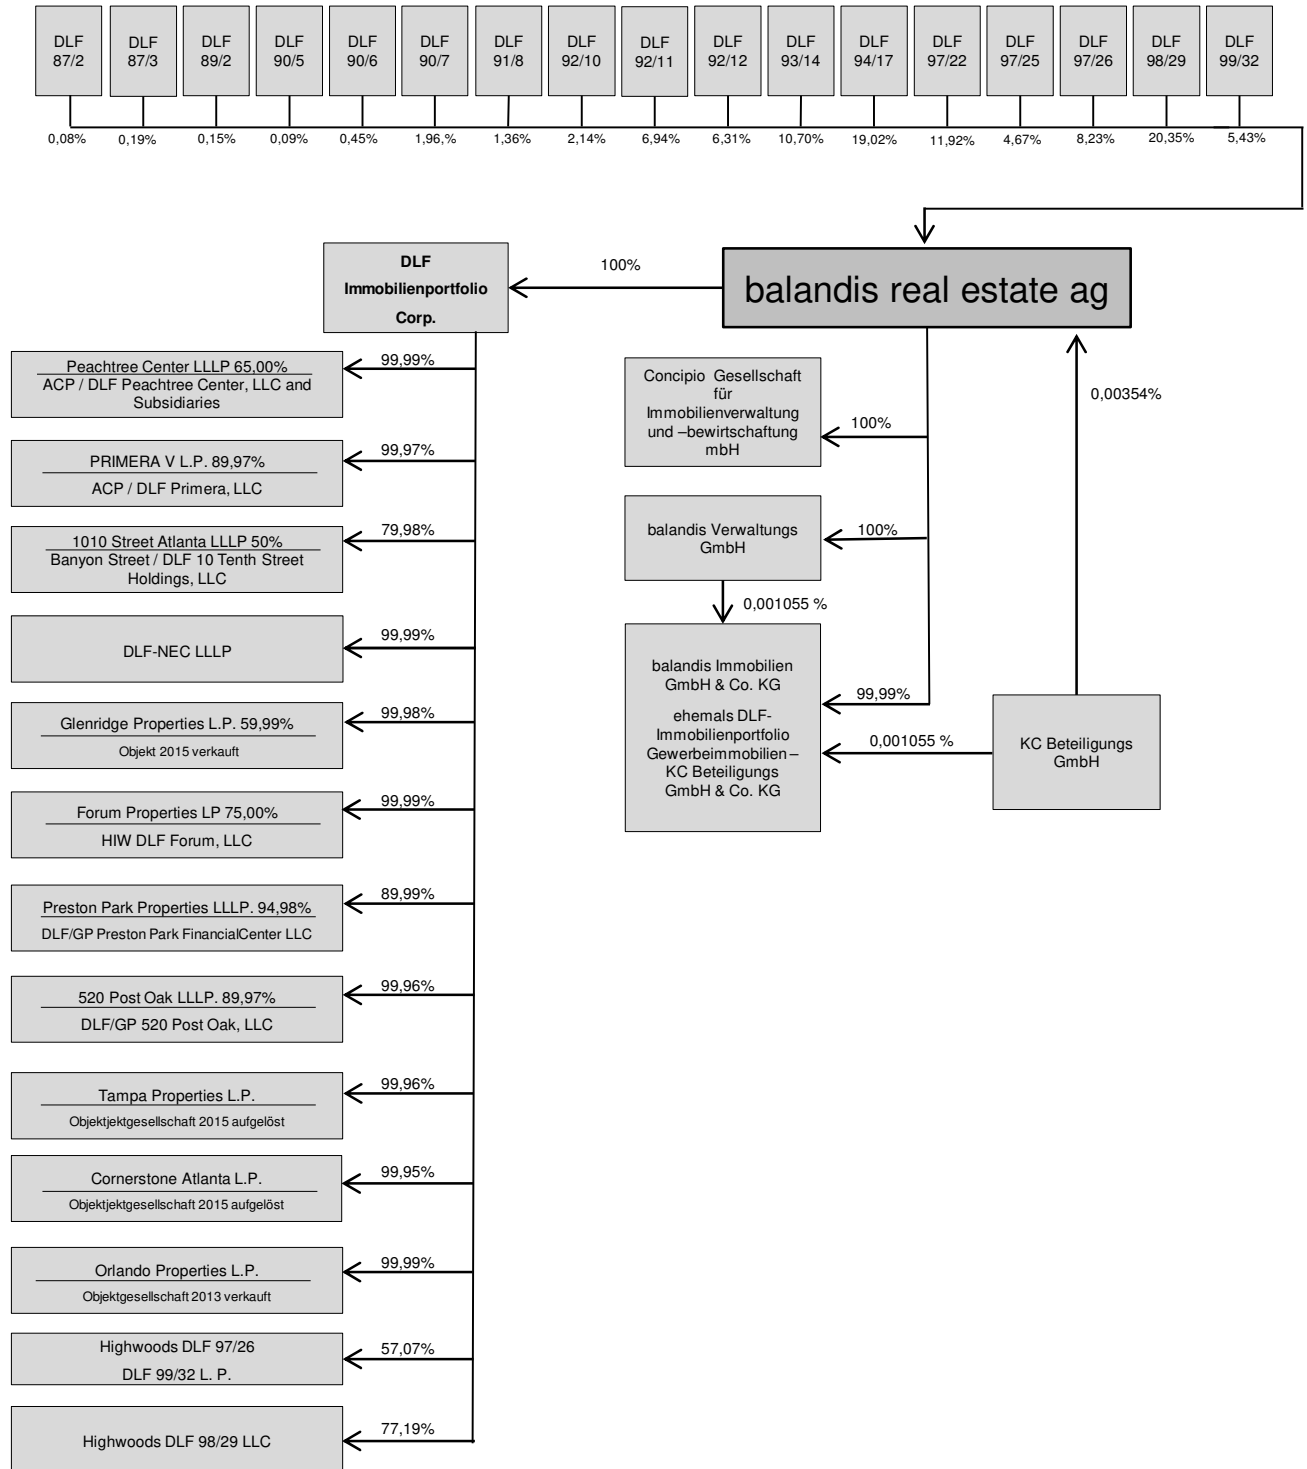 DLF
87/2
DLF
87/3
DLF
89/2
DLF
90/5
DLF
90/6
DLF
90/7
DLF
91/8
DLF
92/10
DLF
92/11
DLF
92/12
DLF
93/14
DLF
94/17
DLF
97/22
DLF
97/25
DLF
97/26
DLF
98/29
DLF
99/32
0,08%
0,19%
0,15%
0,09%
0,45%
1,96,%
1,36%
2,14%
6,94%
6,31%
10,70%
19,02%
11,92%
4,67%
8,23%
20,35%
5,43%
DLF
Immobilienportfolio
Corp.
100%
balandis real estate ag
Peachtree Center LLLP 65,00%
ACP / DLF Peachtree Center, LLC and
Subsidiaries
99,99%
PRIMERA V L.P. 89,97%
ACP / DLF Primera, LLC
99,97%
1010 Street Atlanta LLLP 50%
Banyon Street / DLF 10 Tenth Street
Holdings, LLC
79,98%
DLF-NEC LLLP
99,99%
Glenridge Properties L.P. 59,99%
Objekt 2015 verkauft
99,98%
Forum Properties LP 75,00%
HIW DLF Forum, LLC
99,99%
Preston Park Properties LLLP. 94,98%
DLF/GP Preston Park FinancialCenter LLC
89,99%
520 Post Oak LLLP. 89,97%
DLF/GP 520 Post Oak, LLC
99,96%
Tampa Properties L.P.
Objektjektgesellschaft 2015 aufgelöst
99,96%
Cornerstone Atlanta L.P.
Objektjektgesellschaft 2015 aufgelöst
99,95%
Orlando Properties L.P.
Objektgesellschaft 2013 verkauft
99,99%
Highwoods DLF 97/26
DLF 99/32 L. P.
57,07%
Highwoods DLF 98/29 LLC
77,19%
Concipio Gesellschaft
für
Immobilienverwaltung
und –bewirtschaftung
mbH
100%
balandis Verwaltungs
GmbH
100%
0,001055 %
balandis Immobilien
GmbH & Co. KG
ehemals DLF-
Immobilienportfolio
Gewerbeimmobilien –
KC Beteiligungs
GmbH & Co. KG
99,99%
0,001055 %
KC Beteiligungs
GmbH
0,00354%